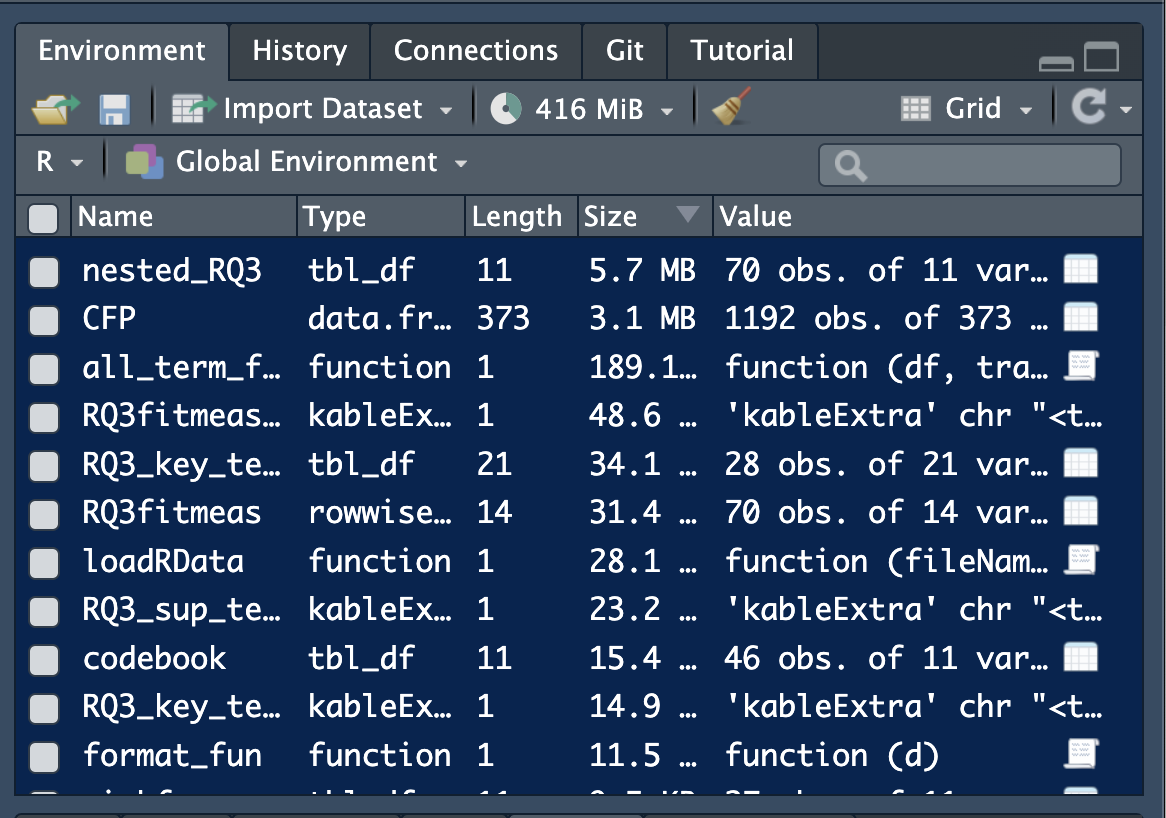 Environment History Connections Git Tutorial
Import Dataset 416 MiB Grid
R Global Environment
Name Type Length Size Value
nested_RQ3 tbl_df 11 5.7 MB 70 obs. of 11 var…
CFP data.fr… 373 3.1 MB 1192 obs. of 373 …
all_term_f… function 1 189.1… function (df, tra…
RQ3fitmeas… kableEx… 1 48.6 … 'kableExtra' chr "<t…
RQ3_key_te… tbl_df 21 34.1 … 28 obs. of 21 var…
RQ3fitmeas rowwise… 14 31.4 … 70 obs. of 14 var…
loadRData function 1 28.1 … function (fileNam…
RQ3_sup_te… kableEx… 1 23.2 … 'kableExtra' chr "<t…
codebook tbl_df 11 15.4 … 46 obs. of 11 var…
RQ3_key_te… kableEx… 1 14.9 … 'kableExtra' chr "<t…
format_fun function 1 11.5 … function (d)